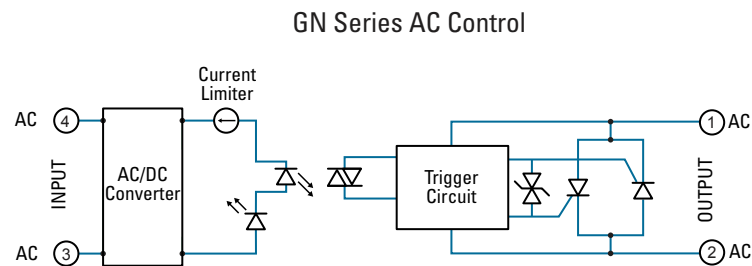 GN Series AC Control
Current
Limiter
AC 4
1 AC
INPUT
AC/DC
Converter
Trigger
Circuit
OUTPUT
AC 3
2 AC